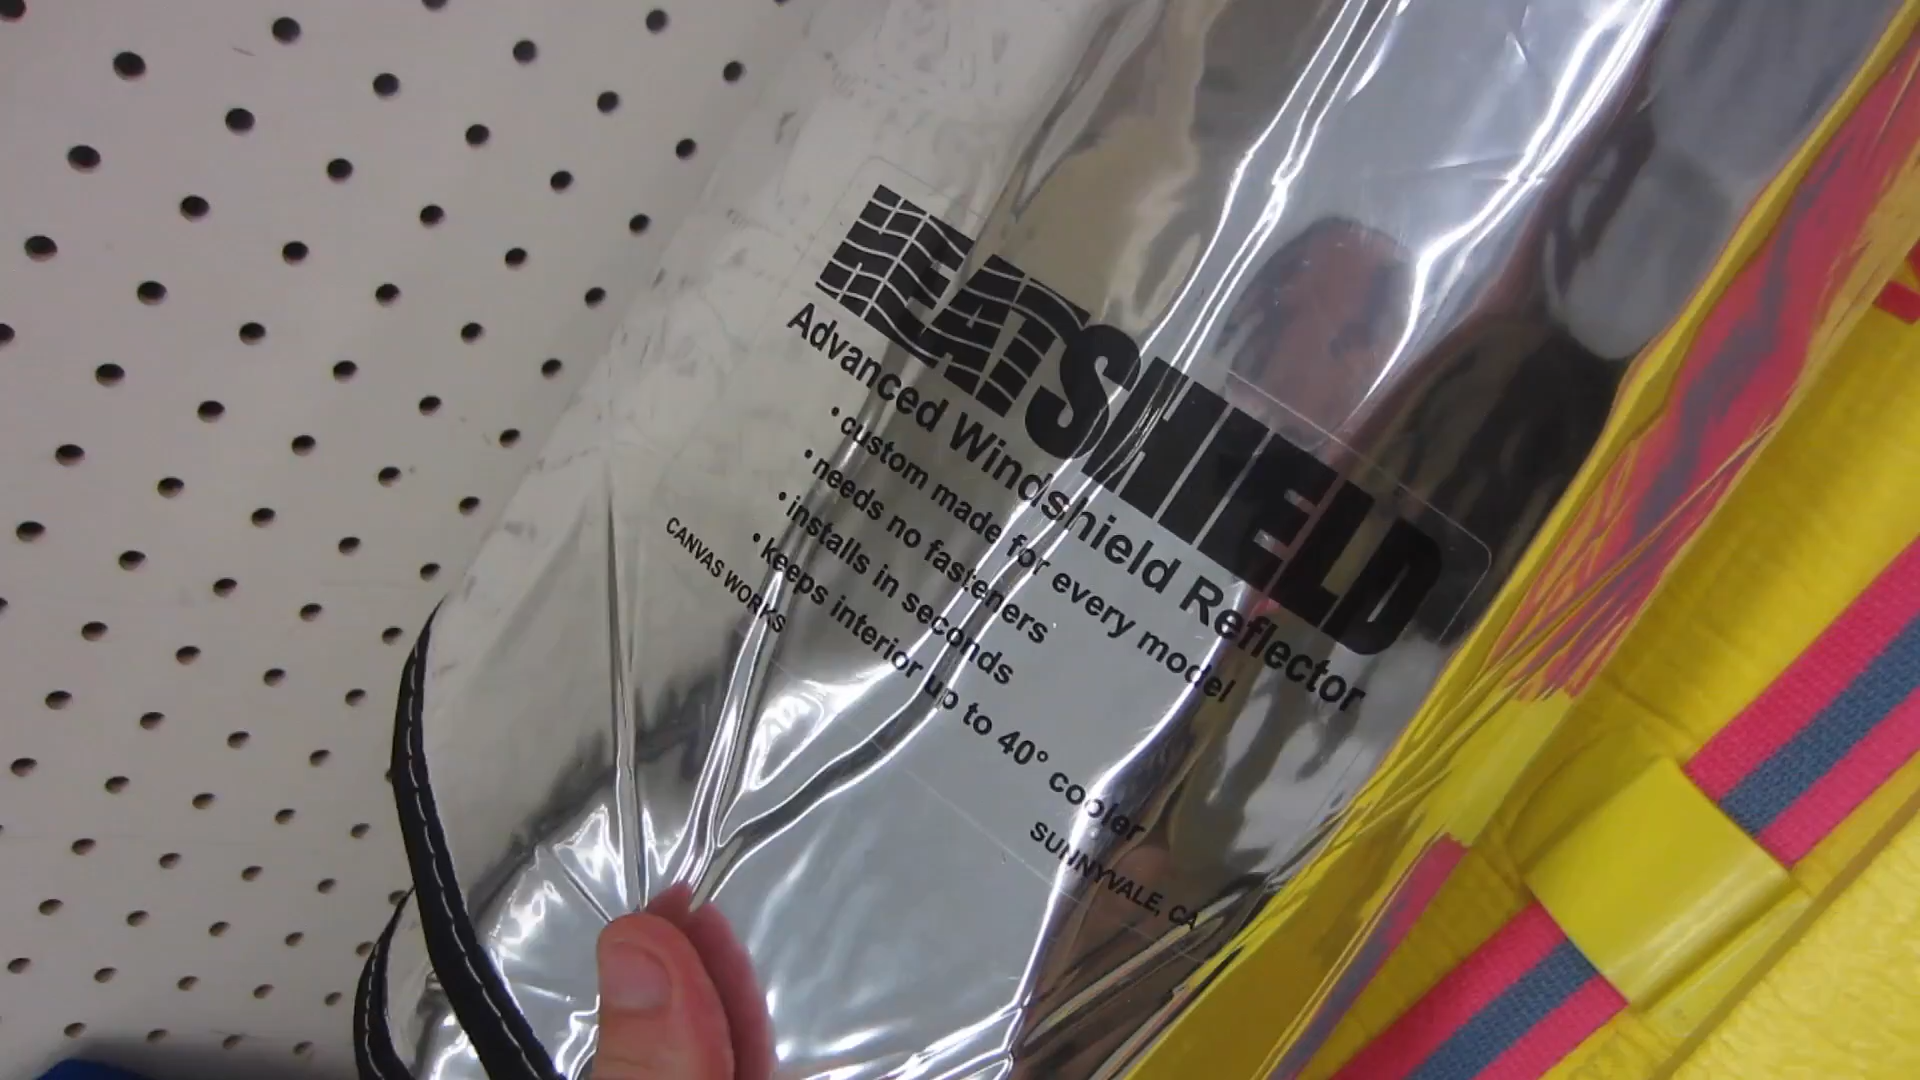 HEATSHIELD
Advanced Windshield Reflector
• custom made for every model
• needs no fasteners
• installs in seconds
• keeps interior up to 40° cooler
CANVAS WORKS SUNNYVALE, CA